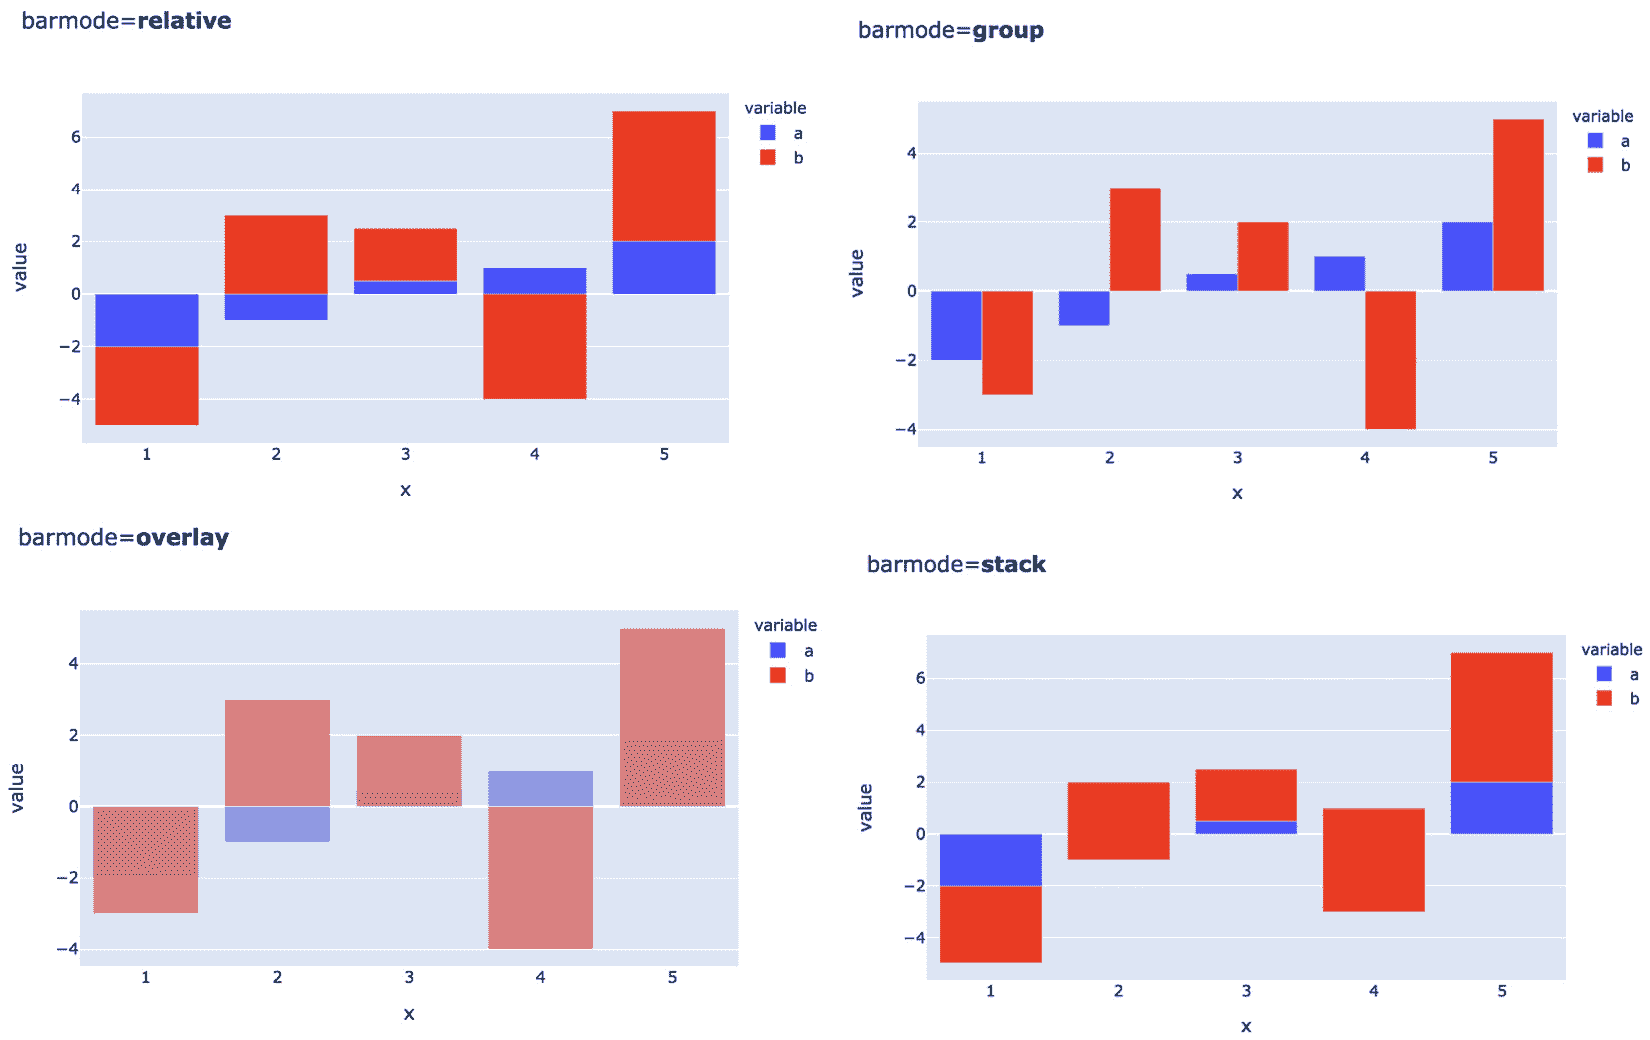 barmode=relative
variable
a
b
6
4
2
0
−2
−4
value
1 2 3 4 5
x
barmode=group
variable
a
b
4
2
0
−2
−4
value
1 2 3 4 5
x
barmode=overlay
variable
a
b
4
2
0
−2
−4
value
1 2 3 4 5
x
barmode=stack
variable
a
b
6
4
2
0
−2
−4
value
1 2 3 4 5
x